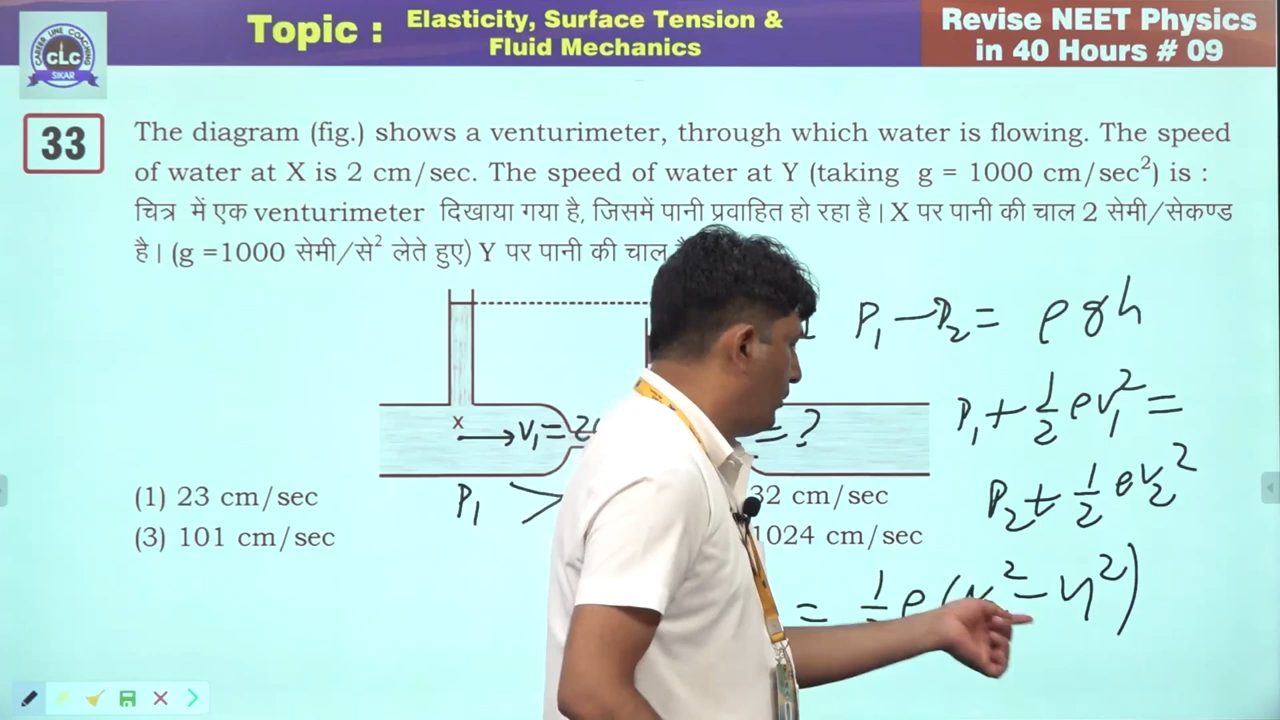 Topic : Elasticity, Surface Tension & Fluid Mechanics
Revise NEET Physics in 40 Hours # 09
CAREER LINE COACHING
CLC
SIKAR
33
The diagram (fig.) shows a venturimeter, through which water is flowing. The speed
of water at X is 2 cm/sec. The speed of water at Y (taking g = 1000 cm/sec²) is :
चित्र में एक venturimeter दिखाया गया है, जिसमें पानी प्रवाहित हो रहा है। X पर पानी की चाल 2 सेमी/सेकण्ड
है। (g =1000 सेमी/से² लेते हुए) Y पर पानी की चाल
P₁ – P₂ = ρgh
P₁ + ½ρv₁² =
P₂ + ½ρv₂²
X
v₁ =
= ?
P₁ >
(1) 23 cm/sec
32 cm/sec
(3) 101 cm/sec
1024 cm/sec